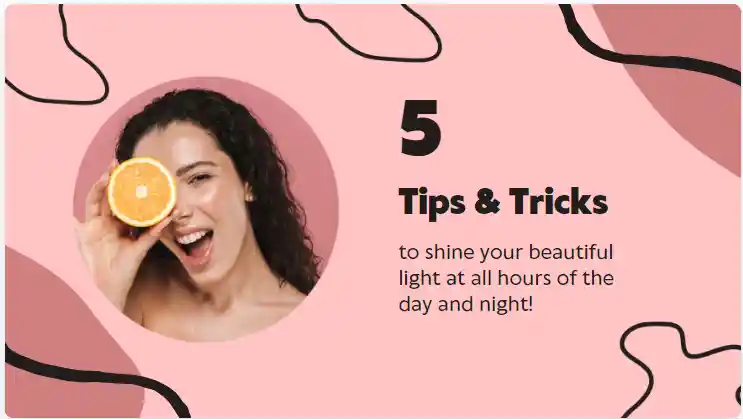 5
Tips & Tricks
to shine your beautiful
light at all hours of the
day and night!